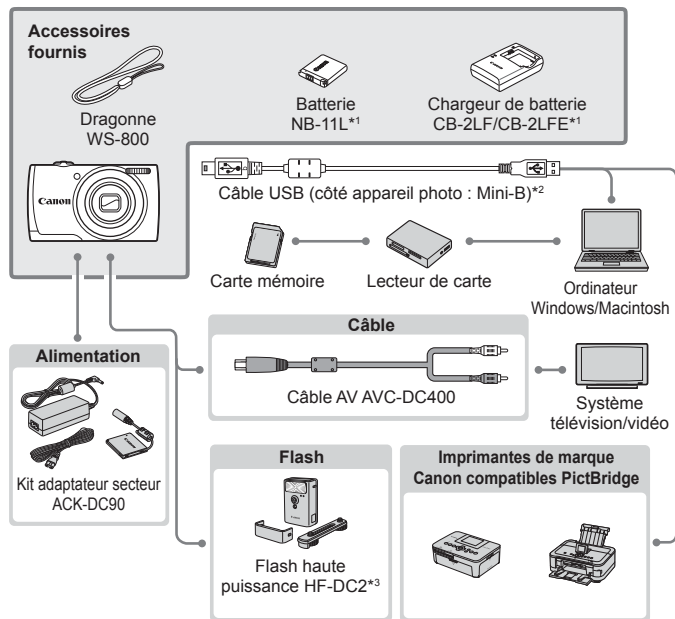 Accessoires
fournis
Dragonne
WS-800
Batterie
NB-11L*1
Chargeur de batterie
CB-2LF/CB-2LFE*1
Canon
Câble USB (côté appareil photo : Mini-B)*2
Carte mémoire
Lecteur de carte
Ordinateur
Windows/Macintosh
Câble
Câble AV AVC-DC400
Système
télévision/vidéo
Alimentation
Kit adaptateur secteur
ACK-DC90
Flash
Flash haute
puissance HF-DC2*3
Imprimantes de marque
Canon compatibles PictBridge